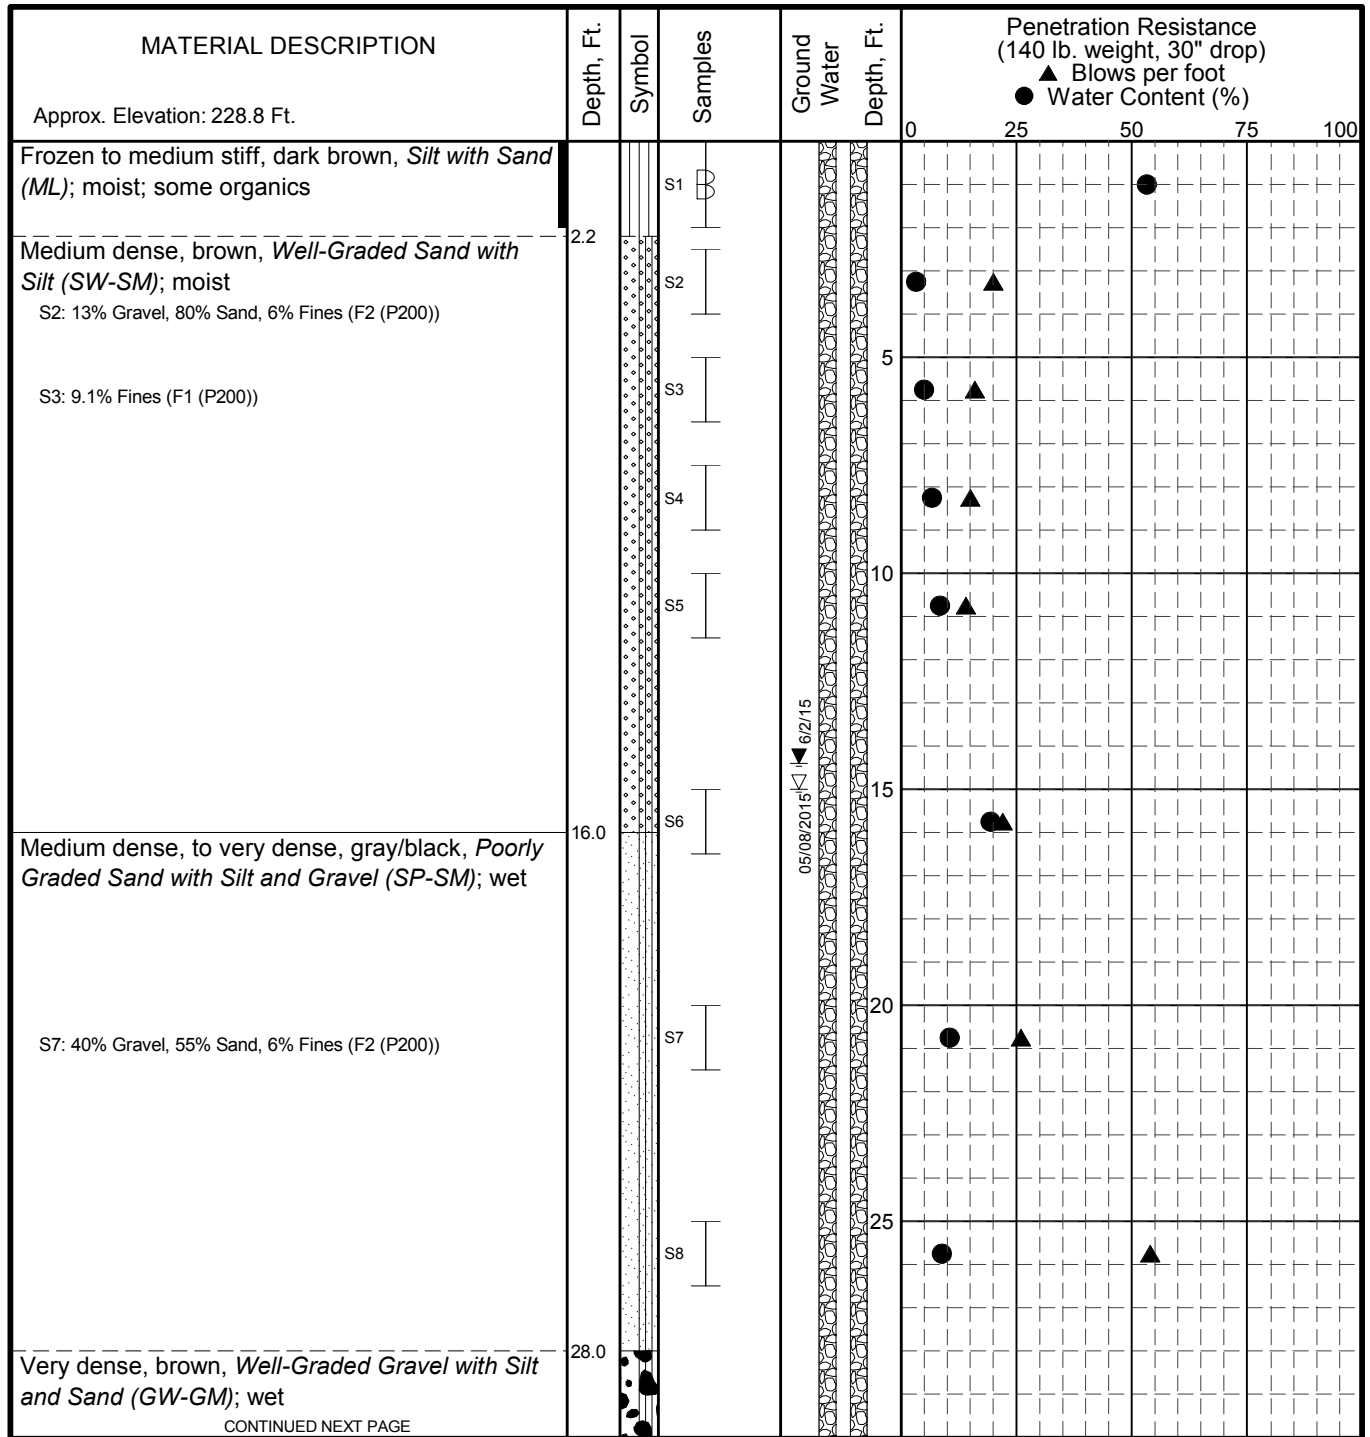 MATERIAL DESCRIPTION
Approx. Elevation: 228.8 Ft.
Depth, Ft.
Symbol
Samples
Ground
Water
Depth, Ft.
Penetration Resistance
(140 lb. weight, 30" drop)
▲ Blows per foot
● Water Content (%)
0 25 50 75 100
Frozen to medium stiff, dark brown, Silt with Sand
(ML); moist; some organics
S1
2.2
Medium dense, brown, Well-Graded Sand with
Silt (SW-SM); moist
S2: 13% Gravel, 80% Sand, 6% Fines (F2 (P200))
S2
5
S3: 9.1% Fines (F1 (P200))
S3
S4
10
S5
6/2/15
05/08/2015
15
S6
16.0
Medium dense, to very dense, gray/black, Poorly
Graded Sand with Silt and Gravel (SP-SM); wet
20
S7: 40% Gravel, 55% Sand, 6% Fines (F2 (P200))
S7
25
S8
28.0
Very dense, brown, Well-Graded Gravel with Silt
and Sand (GW-GM); wet
CONTINUED NEXT PAGE